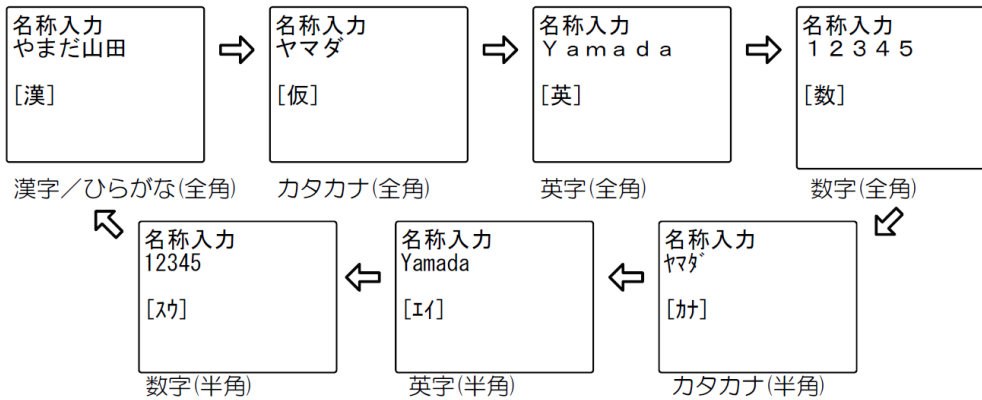 名称入力
やまだ山田
[漢]
漢字／ひらがな(全角)
名称入力
ヤマダ
[仮]
カタカナ(全角)
名称入力
Ｙａｍａｄａ
[英]
英字(全角)
名称入力
１２３４５
[数]
数字(全角)
名称入力
ﾔﾏﾀﾞ
[ｶﾅ]
カタカナ(半角)
名称入力
Yamada
[ｴｲ]
英字(半角)
名称入力
12345
[ｽｳ]
数字(半角)